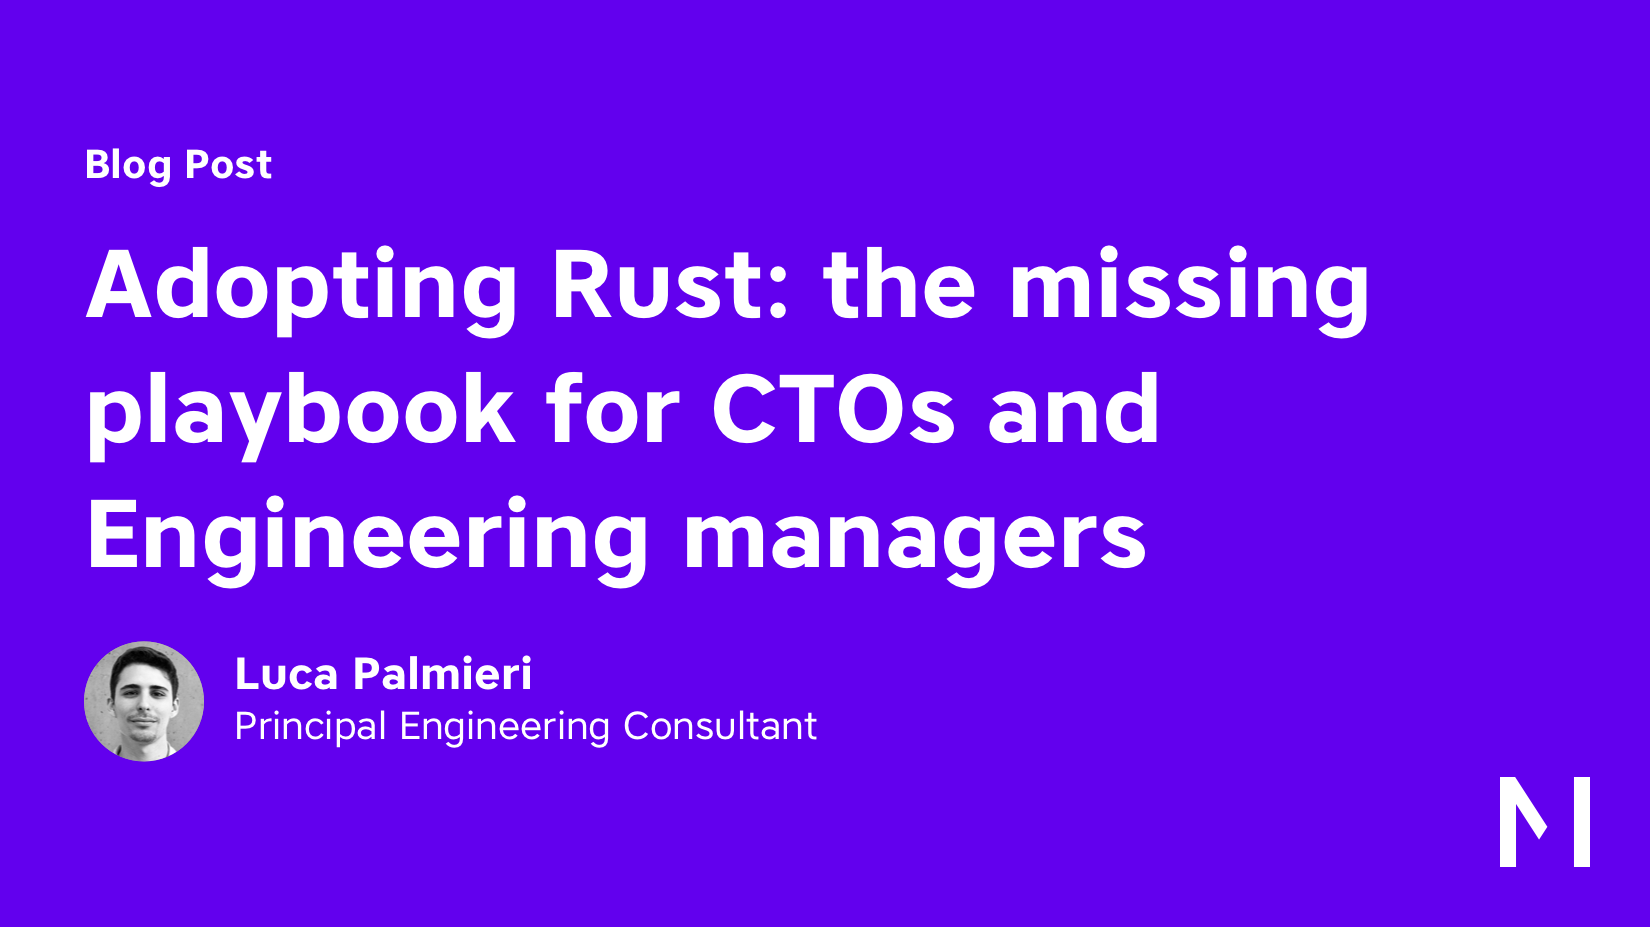 Blog Post
Adopting Rust: the missing
playbook for CTOs and
Engineering managers
Luca Palmieri
Principal Engineering Consultant